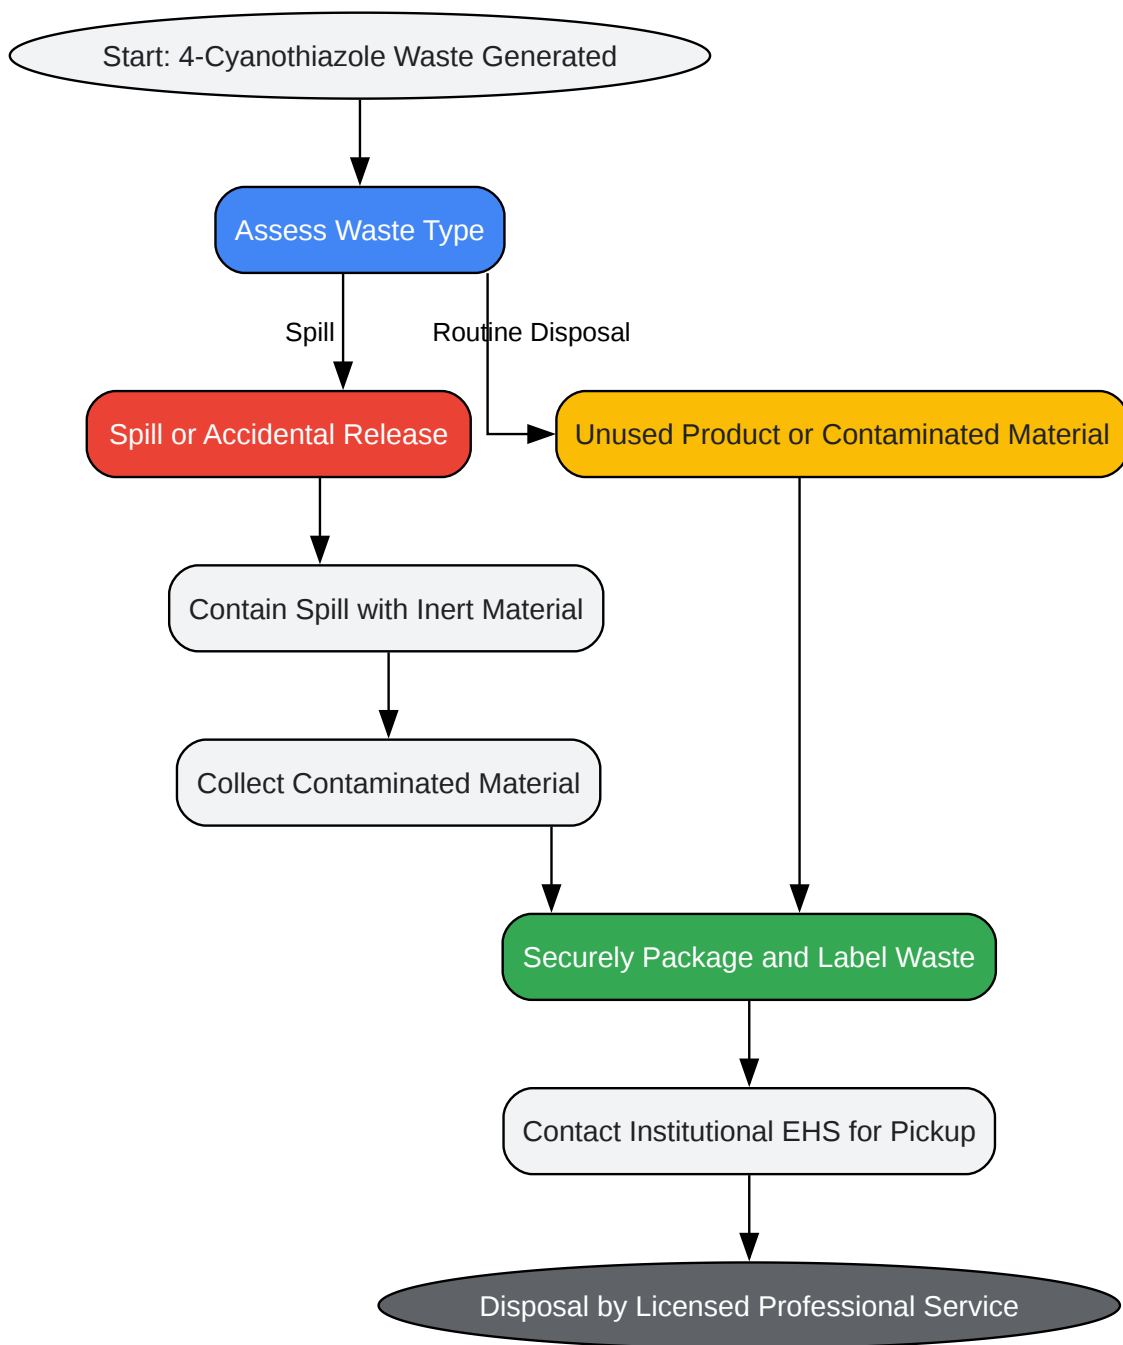 Start: 4-Cyanothiazole Waste Generated
Assess Waste Type
Spill
Routine Disposal
Spill or Accidental Release
Unused Product or Contaminated Material
Contain Spill with Inert Material
Collect Contaminated Material
Securely Package and Label Waste
Contact Institutional EHS for Pickup
Disposal by Licensed Professional Service